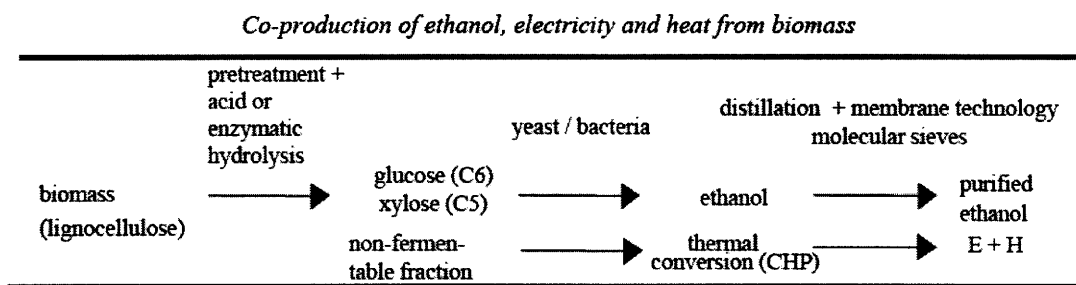 Co-production of ethanol, electricity and heat from biomass
pretreatment +
acid or
enzymatic
hydrolysis
yeast / bacteria
distillation + membrane technology
molecular sieves
biomass
(lignocellulose)
glucose (C6)
xylose (C5)
ethanol
purified
ethanol
non-fermen-
table fraction
thermal
conversion (CHP)
E + H